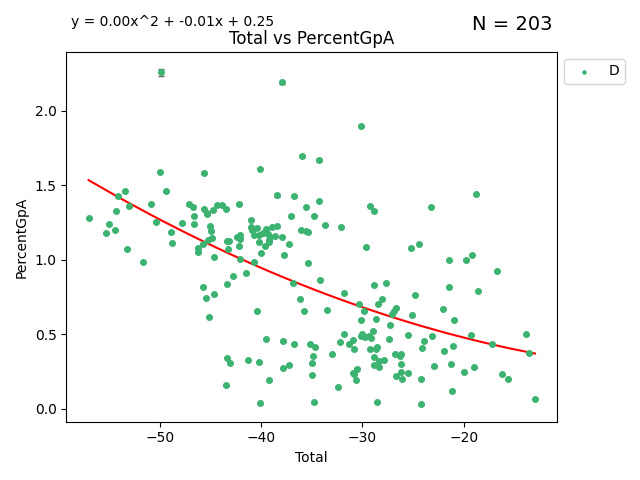 y = 0.00x^2 + -0.01x + 0.25
N = 203
Total vs PercentGpA
D
PercentGpA
2.0
1.5
1.0
0.5
0.0
−50
−40
−30
−20
Total